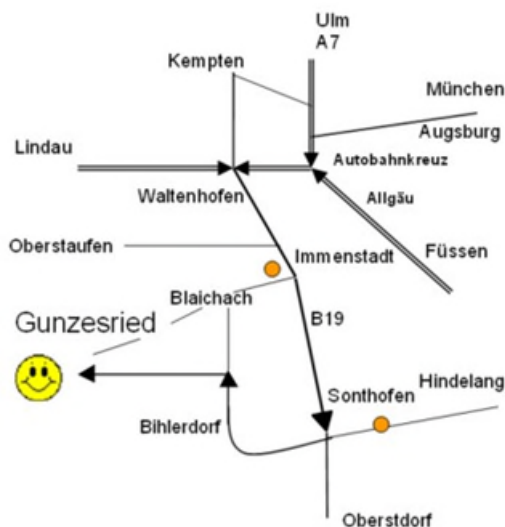 Ulm
A7
Kempten
München
Augsburg
Lindau
Autobahnkreuz
Waltenhofen
Allgäu
Oberstaufen
Immenstadt
Füssen
Blaichach
Gunzesried
B19
Sonthofen
Hindelang
Bihlerdorf
Oberstdorf